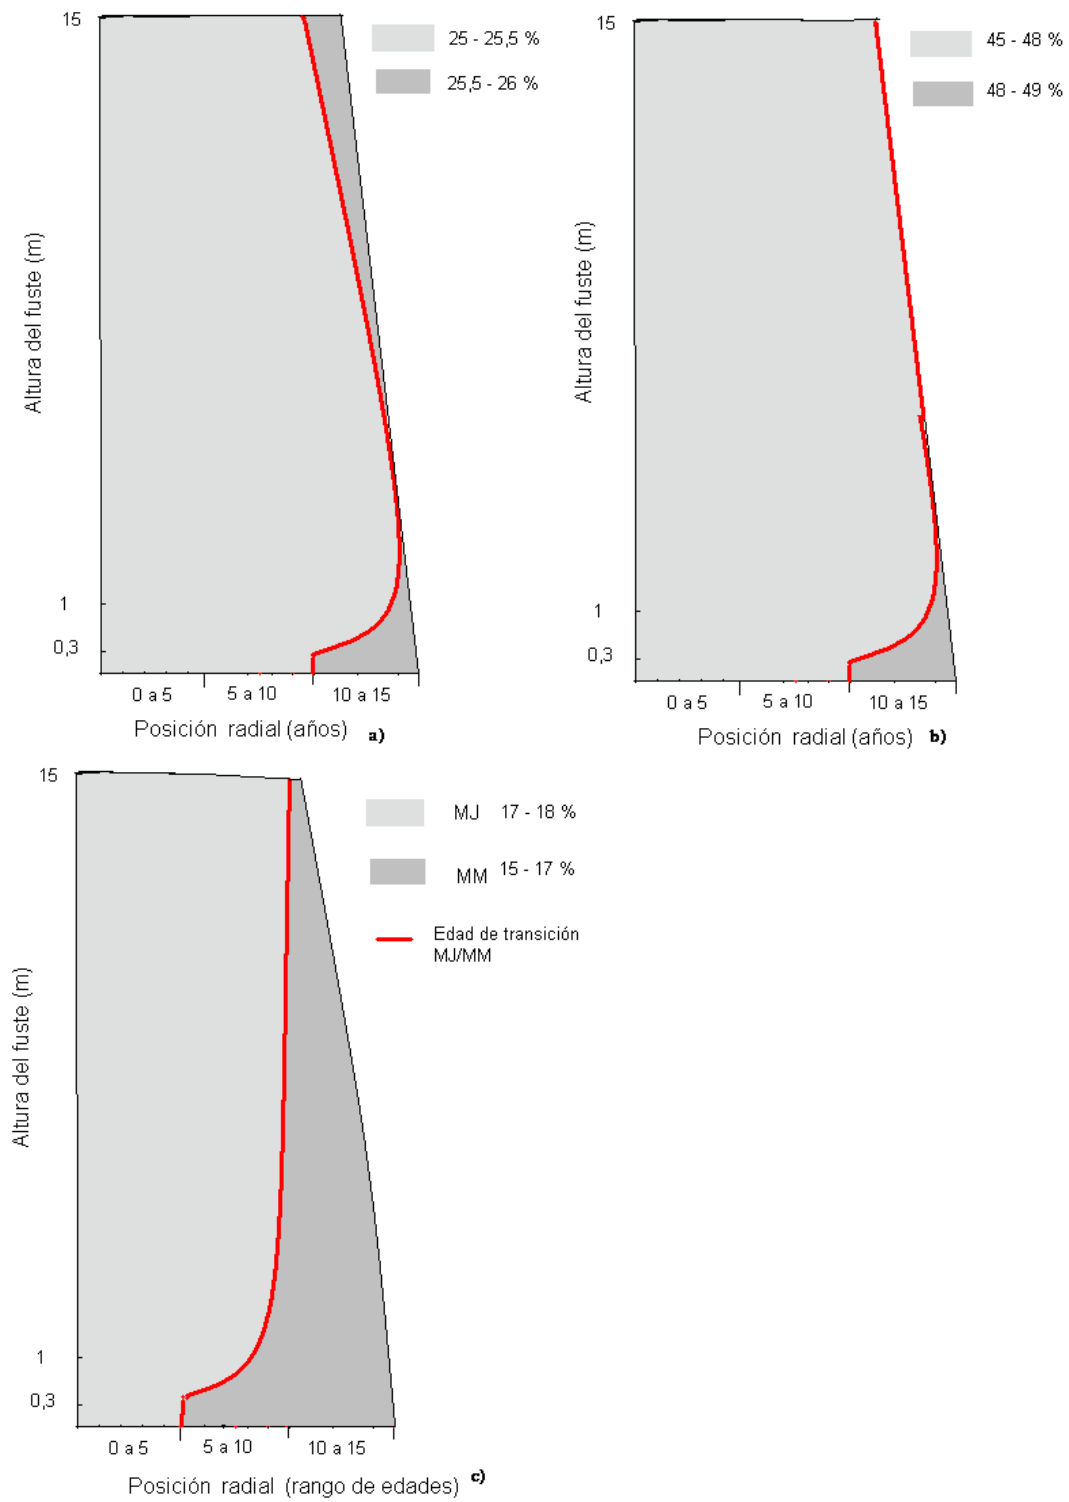 15
25 - 25,5 %
25,5 - 26 %
Altura del fuste (m)
1
0,3
0 a 5
5 a 10
10 a 15
Posición radial (años)
a)
15
45 - 48 %
48 - 49 %
Altura del fuste (m)
1
0,3
0 a 5
5 a 10
10 a 15
Posición radial (años)
b)
15
MJ 17 - 18 %
MM 15 - 17 %
Edad de transición
MJ/MM
Altura del fuste (m)
1
0,3
0 a 5
5 a 10
10 a 15
Posición radial (rango de edades)
c)